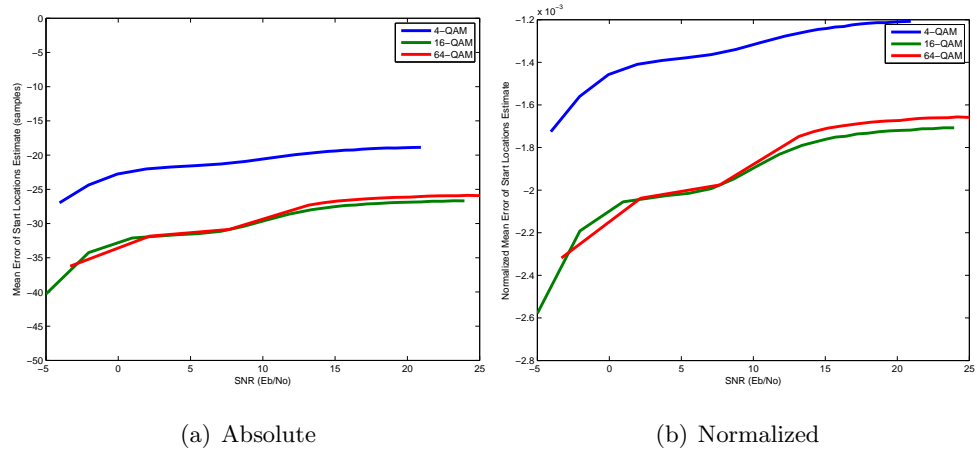 0
−5
−10
−15
−20
−25
−30
−35
−40
−45
−50
−5
0
5
10
15
20
25
Mean Error of Start Locations Estimate (samples)
SNR (Eb/No)
4−QAM
16−QAM
64−QAM
(a) Absolute
x 10−3
−1.2
−1.4
−1.6
−1.8
−2
−2.2
−2.4
−2.6
−2.8
−5
0
5
10
15
20
25
Normalized Mean Error of Start Locations Estimate
SNR (Eb/No)
4−QAM
16−QAM
64−QAM
(b) Normalized